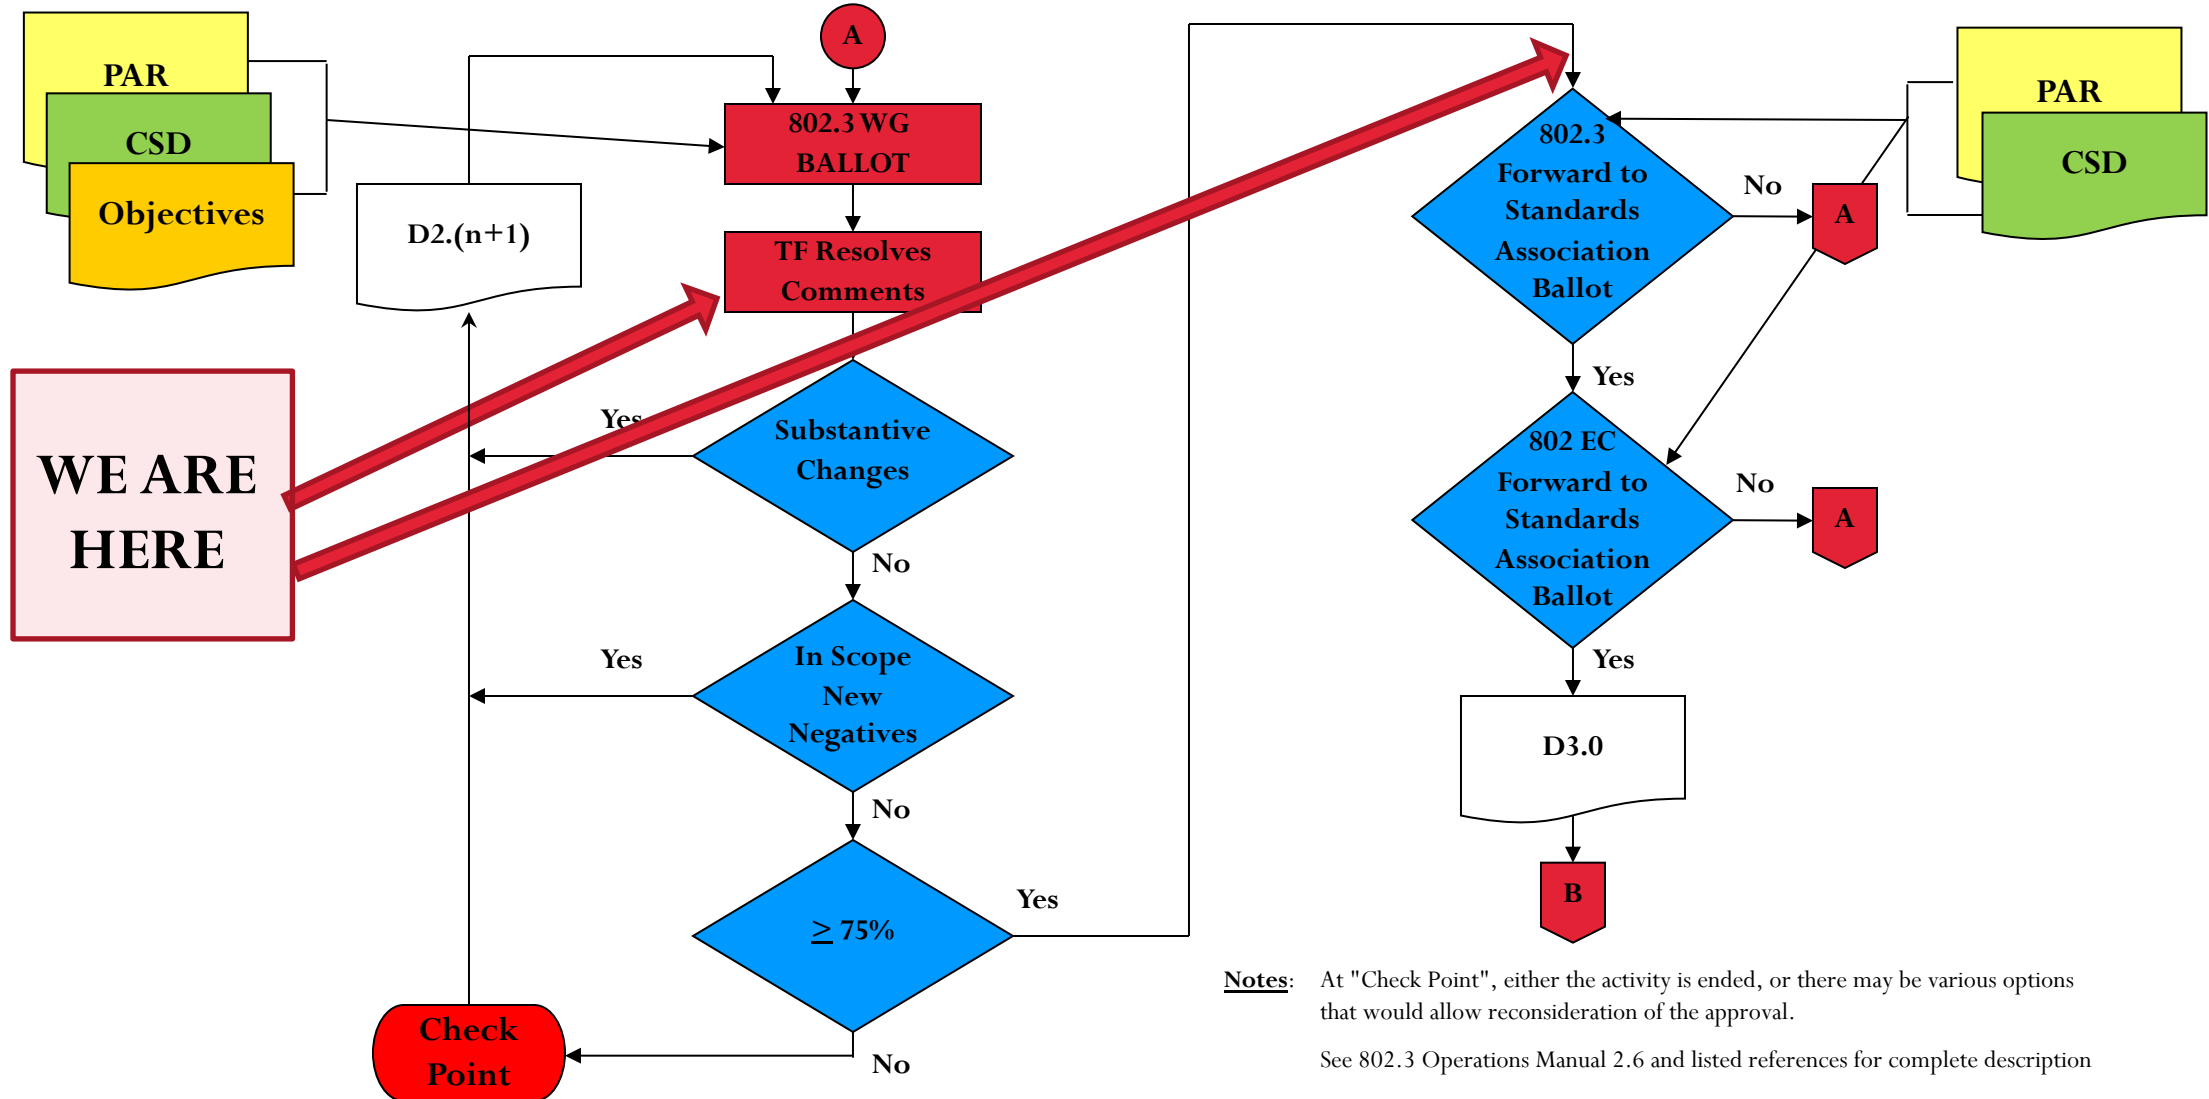 PAR
CSD
Objectives
D2.(n+1)
WE ARE
HERE
A
802.3 WG
BALLOT
TF Resolves
Comments
Yes
Substantive
Changes
No
Yes
In Scope
New
Negatives
No
≥ 75%
Yes
No
Check
Point
802.3
Forward to
Standards
Association
Ballot
No
A
PAR
CSD
Yes
802 EC
Forward to
Standards
Association
Ballot
No
A
Yes
D3.0
B
Notes: At "Check Point", either the activity is ended, or there may be various options
that would allow reconsideration of the approval.
See 802.3 Operations Manual 2.6 and listed references for complete description